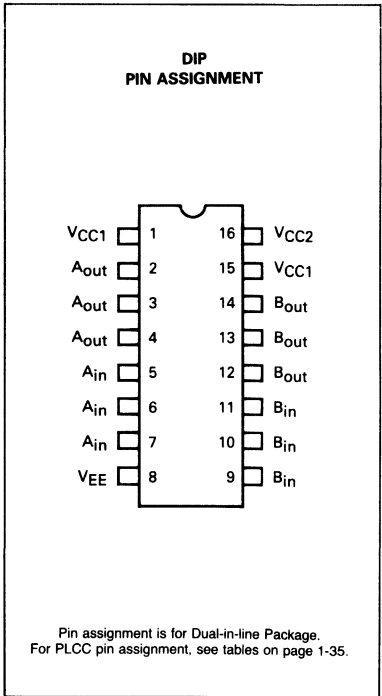 DIP
PIN ASSIGNMENT
VCC1 1 16 VCC2
Aout 2 15 VCC1
Aout 3 14 Bout
Aout 4 13 Bout
Ain 5 12 Bout
Ain 6 11 Bin
Ain 7 10 Bin
VEE 8 9 Bin
Pin assignment is for Dual-in-line Package.
For PLCC pin assignment, see tables on page 1-35.